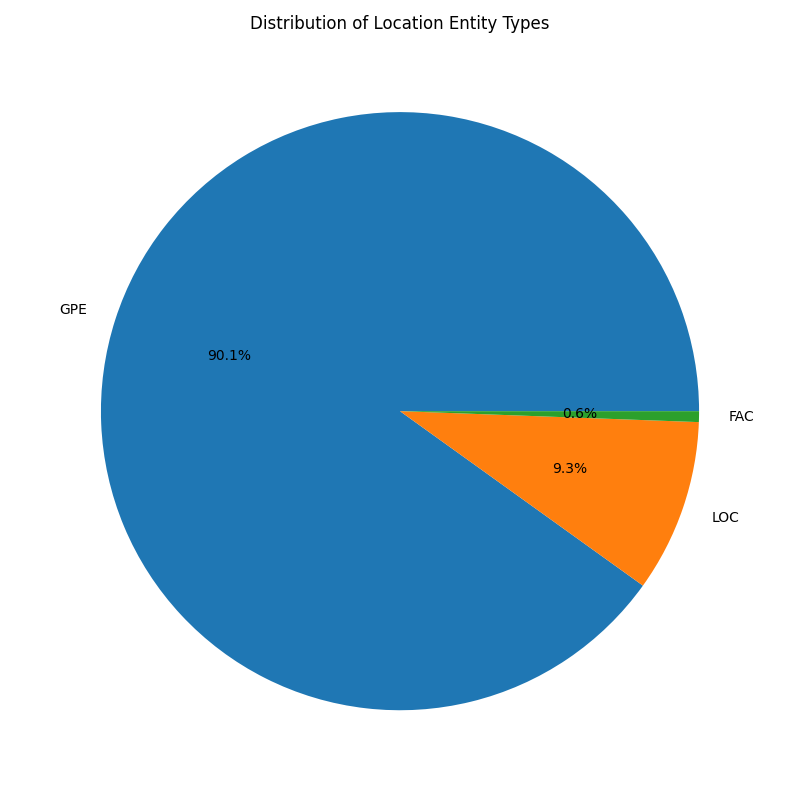 Distribution of Location Entity Types
GPE
90.1%
0.6%
FAC
9.3%
LOC